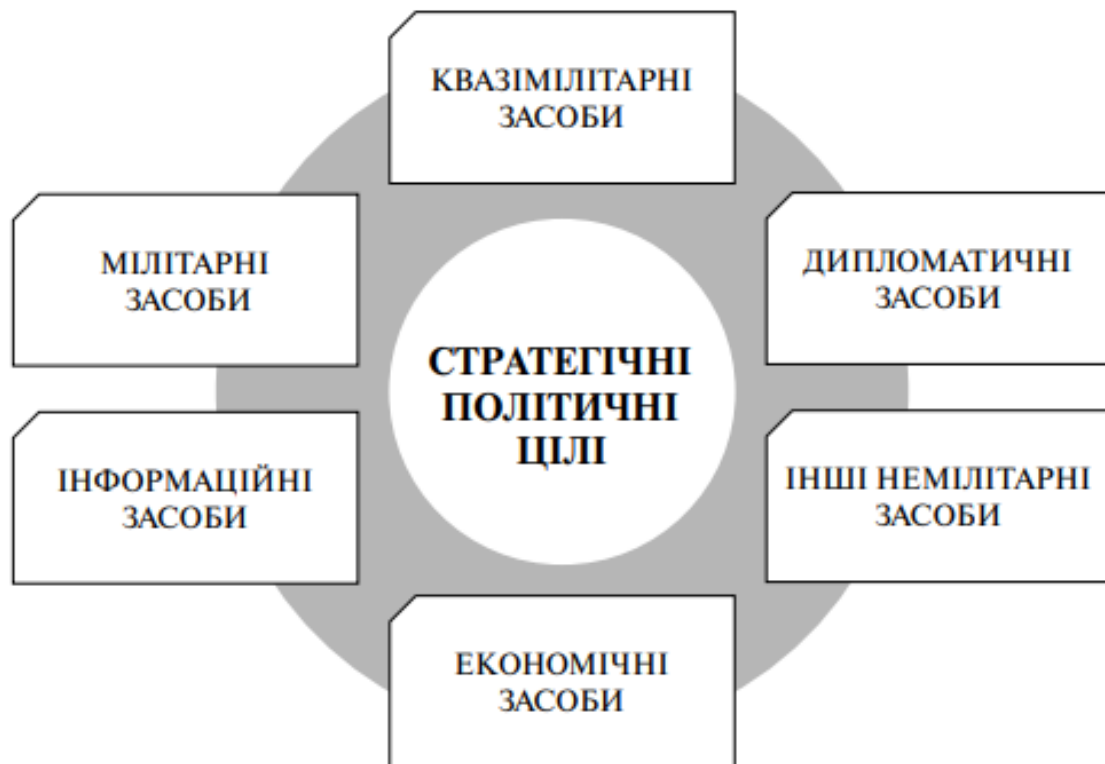 КВАЗІМІЛІТАРНІ
ЗАСОБИ
МІЛІТАРНІ
ЗАСОБИ
ДИПЛОМАТИЧНІ
ЗАСОБИ
СТРАТЕГІЧНІ
ПОЛІТИЧНІ
ЦІЛІ
ІНФОРМАЦІЙНІ
ЗАСОБИ
ІНШІ НЕМІЛІТАРНІ
ЗАСОБИ
ЕКОНОМІЧНІ
ЗАСОБИ